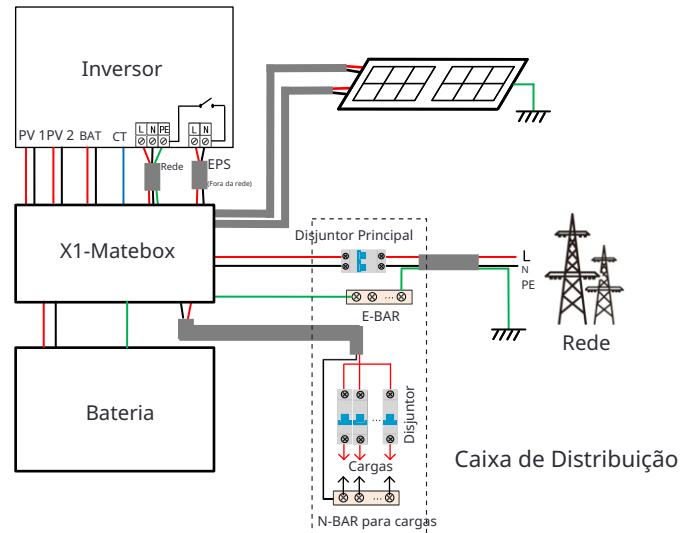 Inversor
PV 1 PV 2 BAT CT
L N PE
L N
Rede
EPS
(Fora da rede)
X1-Matebox
Disjuntor Principal
L
N
PE
E-BAR
Rede
Bateria
...
Disjuntor
Cargas
Caixa de Distribuição
N-BAR para cargas